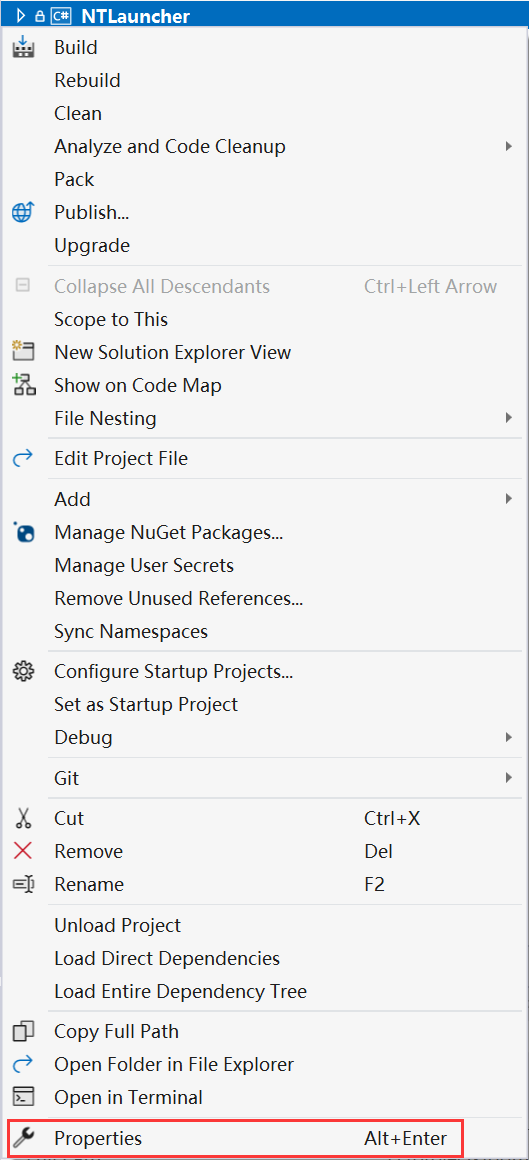 C# NTLauncher
Build
Rebuild
Clean
Analyze and Code Cleanup
Pack
Publish...
Upgrade
Collapse All Descendants Ctrl+Left Arrow
Scope to This
New Solution Explorer View
Show on Code Map
File Nesting
Edit Project File
Add
Manage NuGet Packages...
Manage User Secrets
Remove Unused References...
Sync Namespaces
Configure Startup Projects...
Set as Startup Project
Debug
Git
Cut Ctrl+X
Remove Del
Rename F2
Unload Project
Load Direct Dependencies
Load Entire Dependency Tree
Copy Full Path
Open Folder in File Explorer
Open in Terminal
Properties Alt+Enter